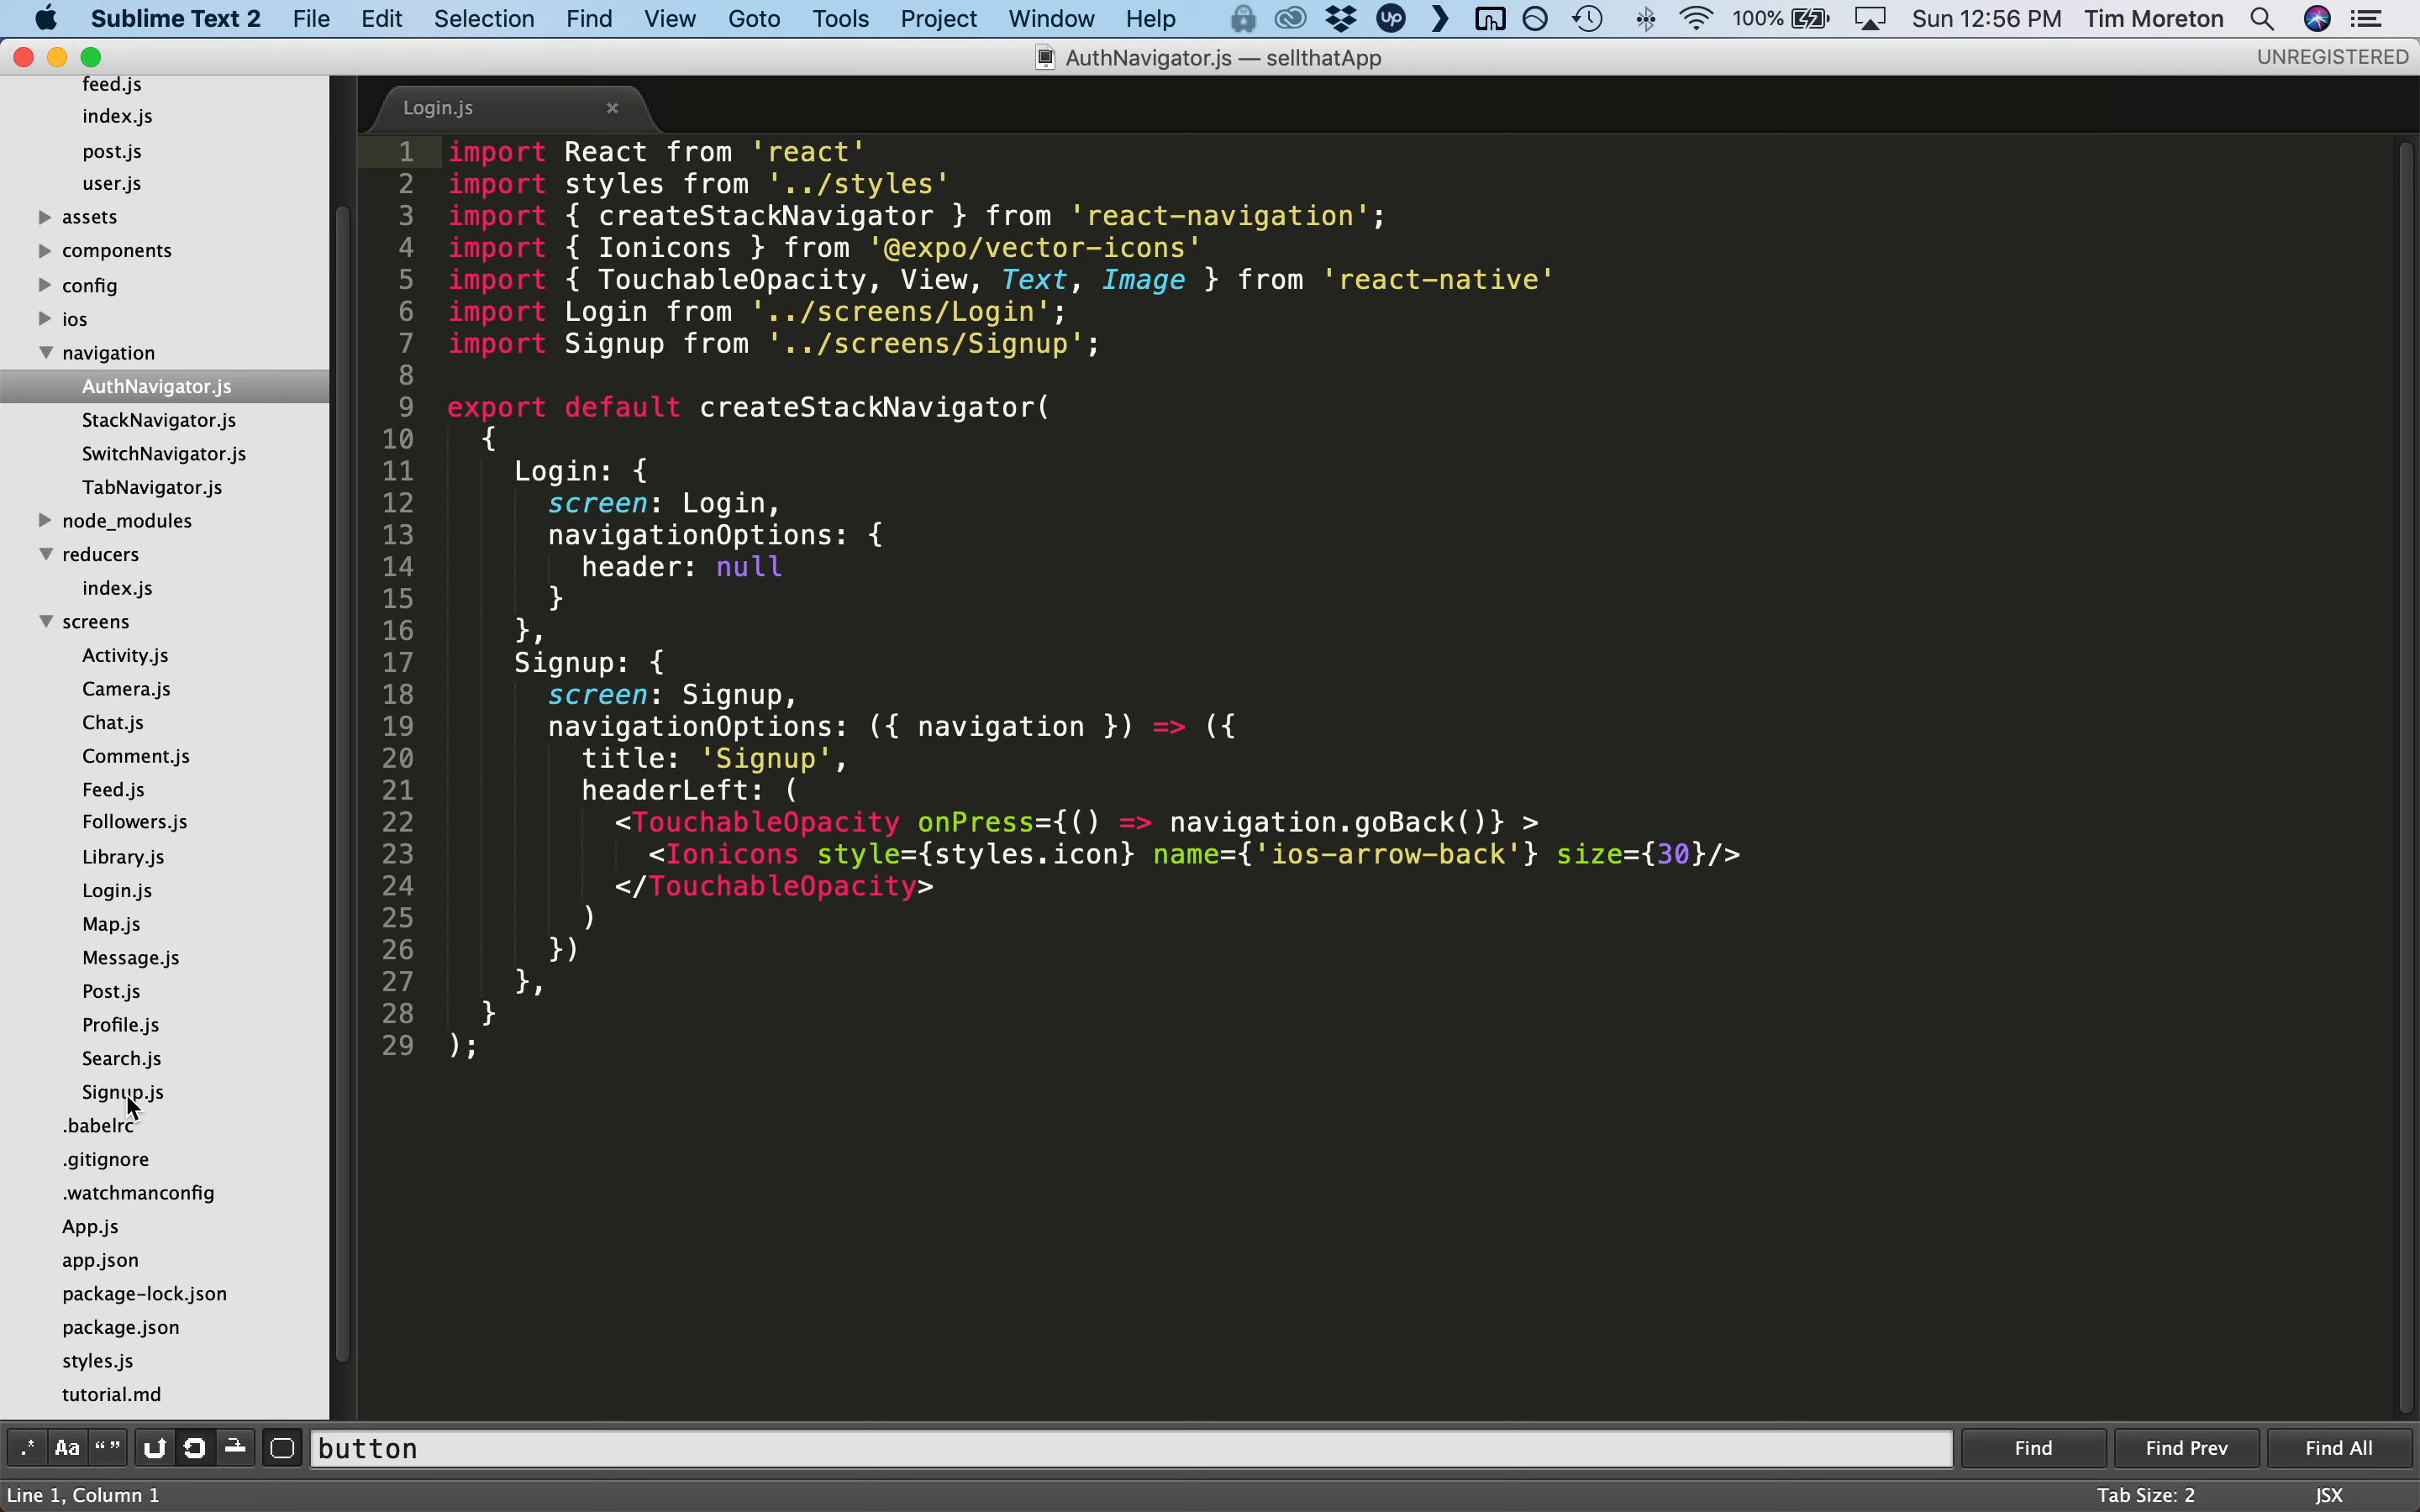 Sublime Text 2 File Edit Selection Find View Goto Tools Project Window Help up 100% Sun 12:56 PM Tim Moreton
AuthNavigator.js — sellthatApp UNREGISTERED
feed.js
index.js
post.js
user.js
assets
components
config
ios
navigation
AuthNavigator.js
StackNavigator.js
SwitchNavigator.js
TabNavigator.js
node_modules
reducers
index.js
screens
Activity.js
Camera.js
Chat.js
Comment.js
Feed.js
Followers.js
Library.js
Login.js
Map.js
Message.js
Post.js
Profile.js
Search.js
Signup.js
.babelrc
.gitignore
.watchmanconfig
App.js
app.json
package-lock.json
package.json
styles.js
tutorial.md
Login.js ×
1 import React from 'react'
2 import styles from '../styles'
3 import { createStackNavigator } from 'react-navigation';
4 import { Ionicons } from '@expo/vector-icons'
5 import { TouchableOpacity, View, Text, Image } from 'react-native'
6 import Login from '../screens/Login';
7 import Signup from '../screens/Signup';
8
9 export default createStackNavigator(
10 {
11 Login: {
12 screen: Login,
13 navigationOptions: {
14 header: null
15 }
16 },
17 Signup: {
18 screen: Signup,
19 navigationOptions: ({ navigation }) => ({
20 title: 'Signup',
21 headerLeft: (
22 <TouchableOpacity onPress={() => navigation.goBack()} >
23 <Ionicons style={styles.icon} name={'ios-arrow-back'} size={30}/>
24 </TouchableOpacity>
25 )
26 })
27 },
28 }
29 );
.* Aa “ ” button Find Find Prev Find All
Line 1, Column 1 Tab Size: 2 JSX